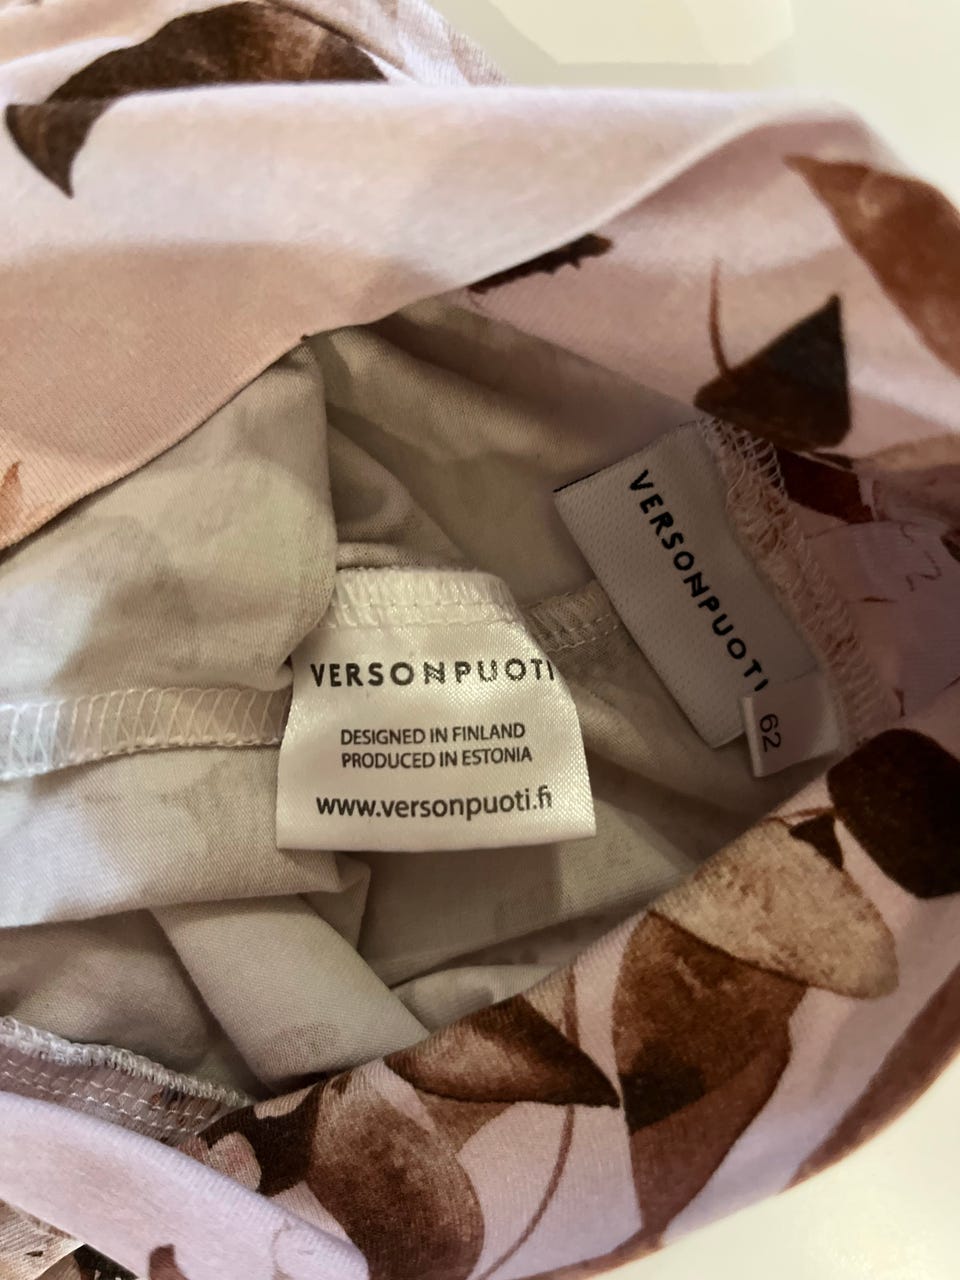 VERSONPUOTI
62
VERSONPUOTI
DESIGNED IN FINLAND
PRODUCED IN ESTONIA
www.versonpuoti.fi